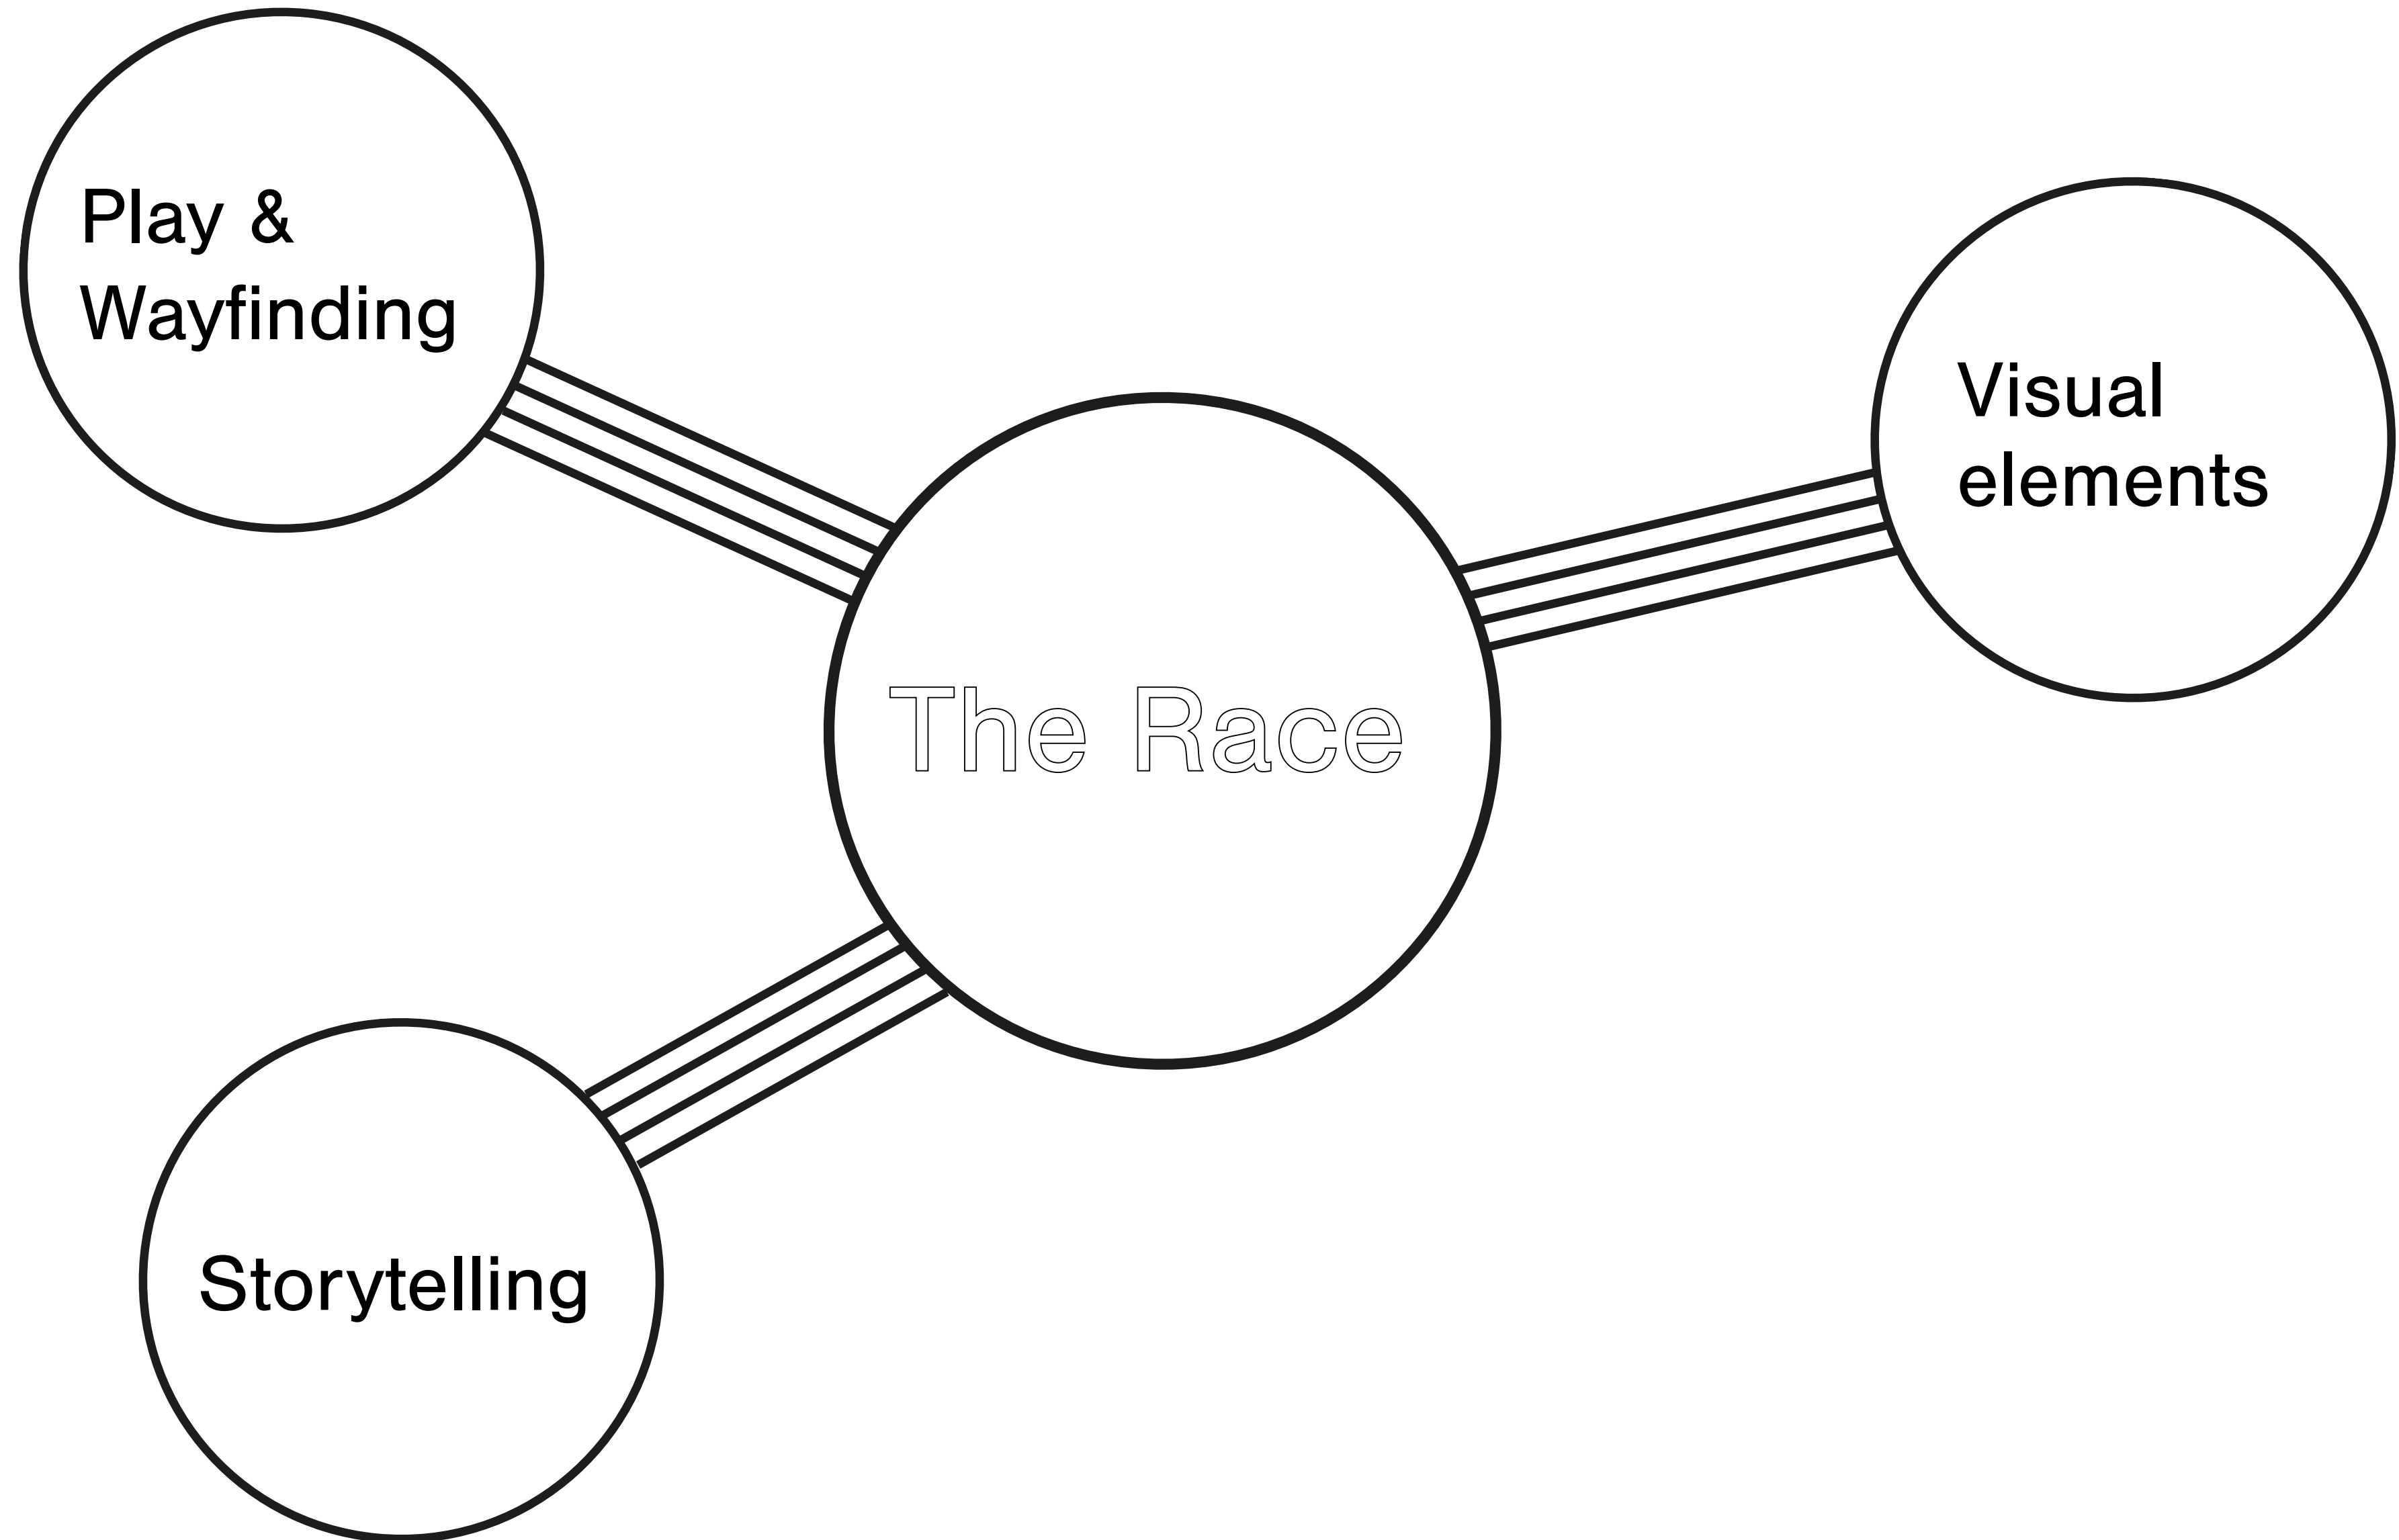 Play &
Wayfinding
Visual
elements
The Race
Storytelling